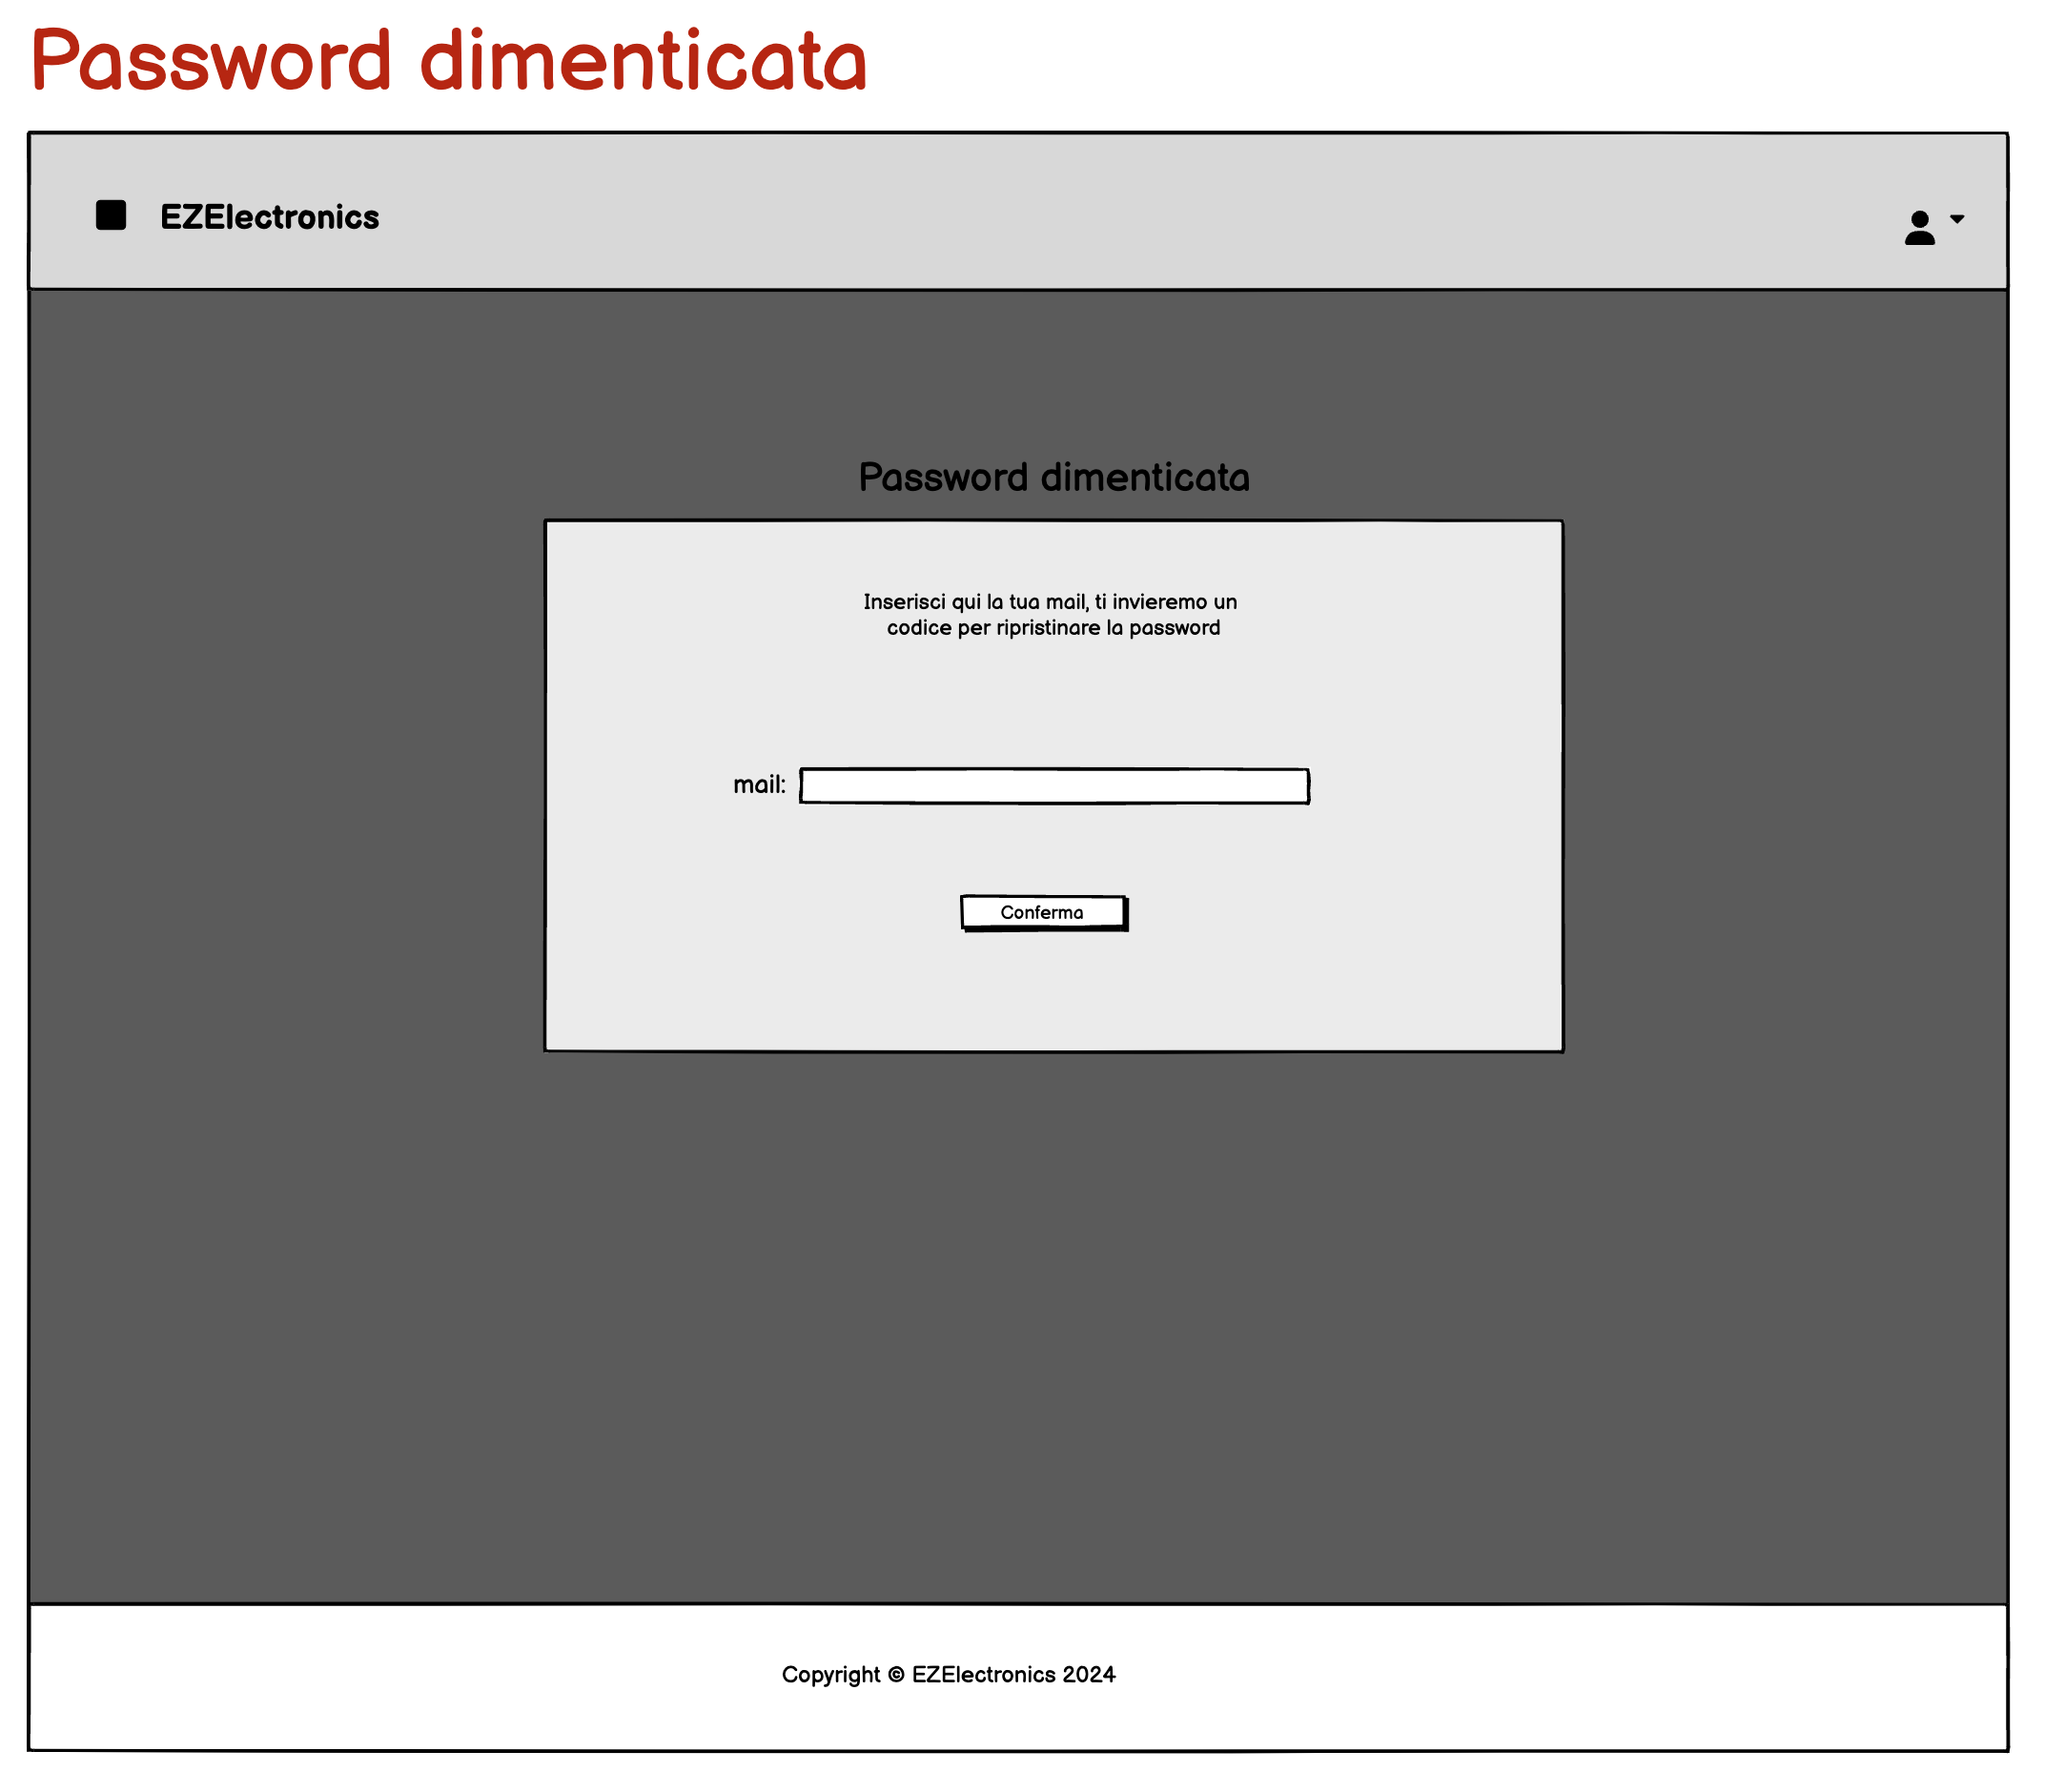 Password dimenticata
EZElectronics
Password dimenticata
Inserisci qui la tua mail, ti invieremo un
codice per ripristinare la password
mail:
Conferma
Copyright © EZElectronics 2024